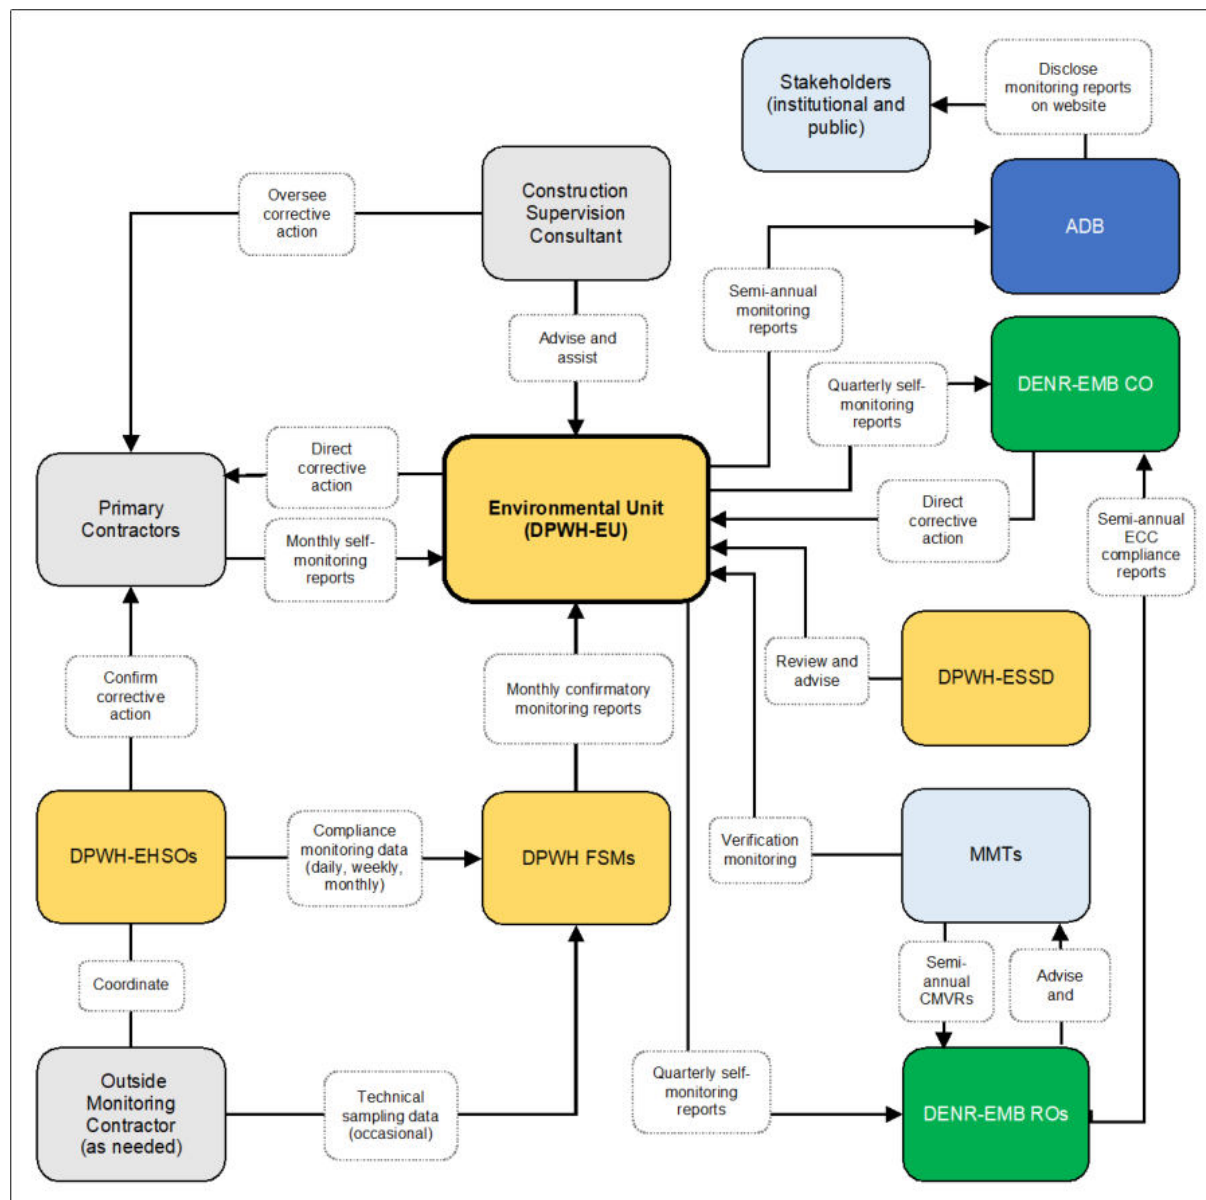 Stakeholders
(institutional and
public)
Disclose
monitoring reports
on website
Construction
Supervision
Consultant
Oversee
corrective
action
ADB
Semi-annual
monitoring
reports
Advise and
assist
DENR-EMB CO
Quarterly self-
monitoring
reports
Direct
corrective
action
Environmental Unit
(DPWH-EU)
Primary
Contractors
Monthly self-
monitoring
reports
Direct
corrective
action
Semi-annual
ECC
compliance
reports
Review and
advise
DPWH-ESSD
Confirm
corrective
action
Monthly confirmatory
monitoring reports
DPWH-EHSOs
Compliance
monitoring data
(daily, weekly,
monthly)
DPWH FSMs
Verification
monitoring
MMTs
Coordinate
Semi-
annual
CMVRs
Advise
and
Outside
Monitoring
Contractor
(as needed)
Technical
sampling data
(occasional)
Quarterly self-
monitoring
reports
DENR-EMB ROs